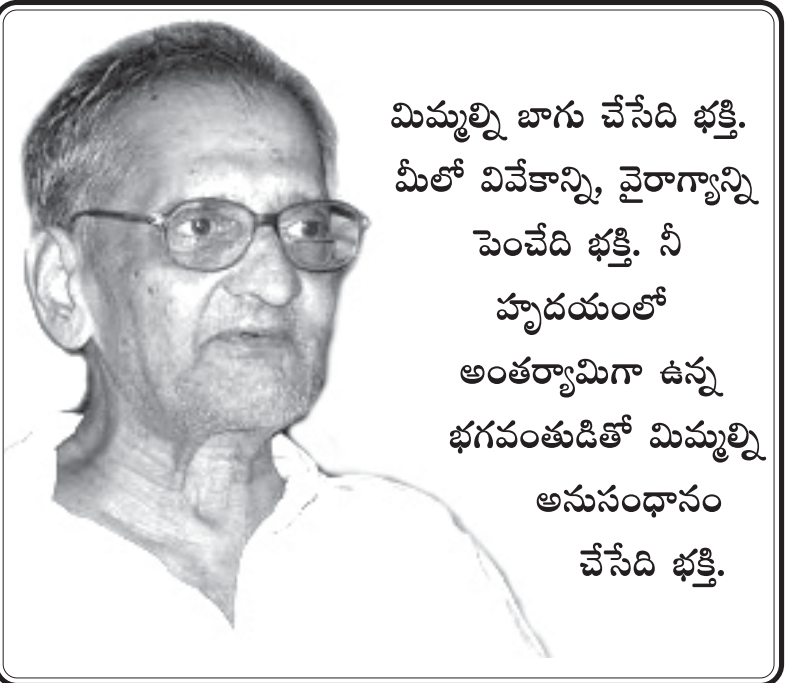 మిమ్మల్ని బాగు చేసేది భక్తి.
మీలో వివేకాన్ని, వైరాగ్యాన్ని
పెంచేది భక్తి. నీ
హృదయంలో
అంతర్యామిగా ఉన్న
భగవంతుడితో మిమ్మల్ని
అనుసంధానం
చేసేది భక్తి.